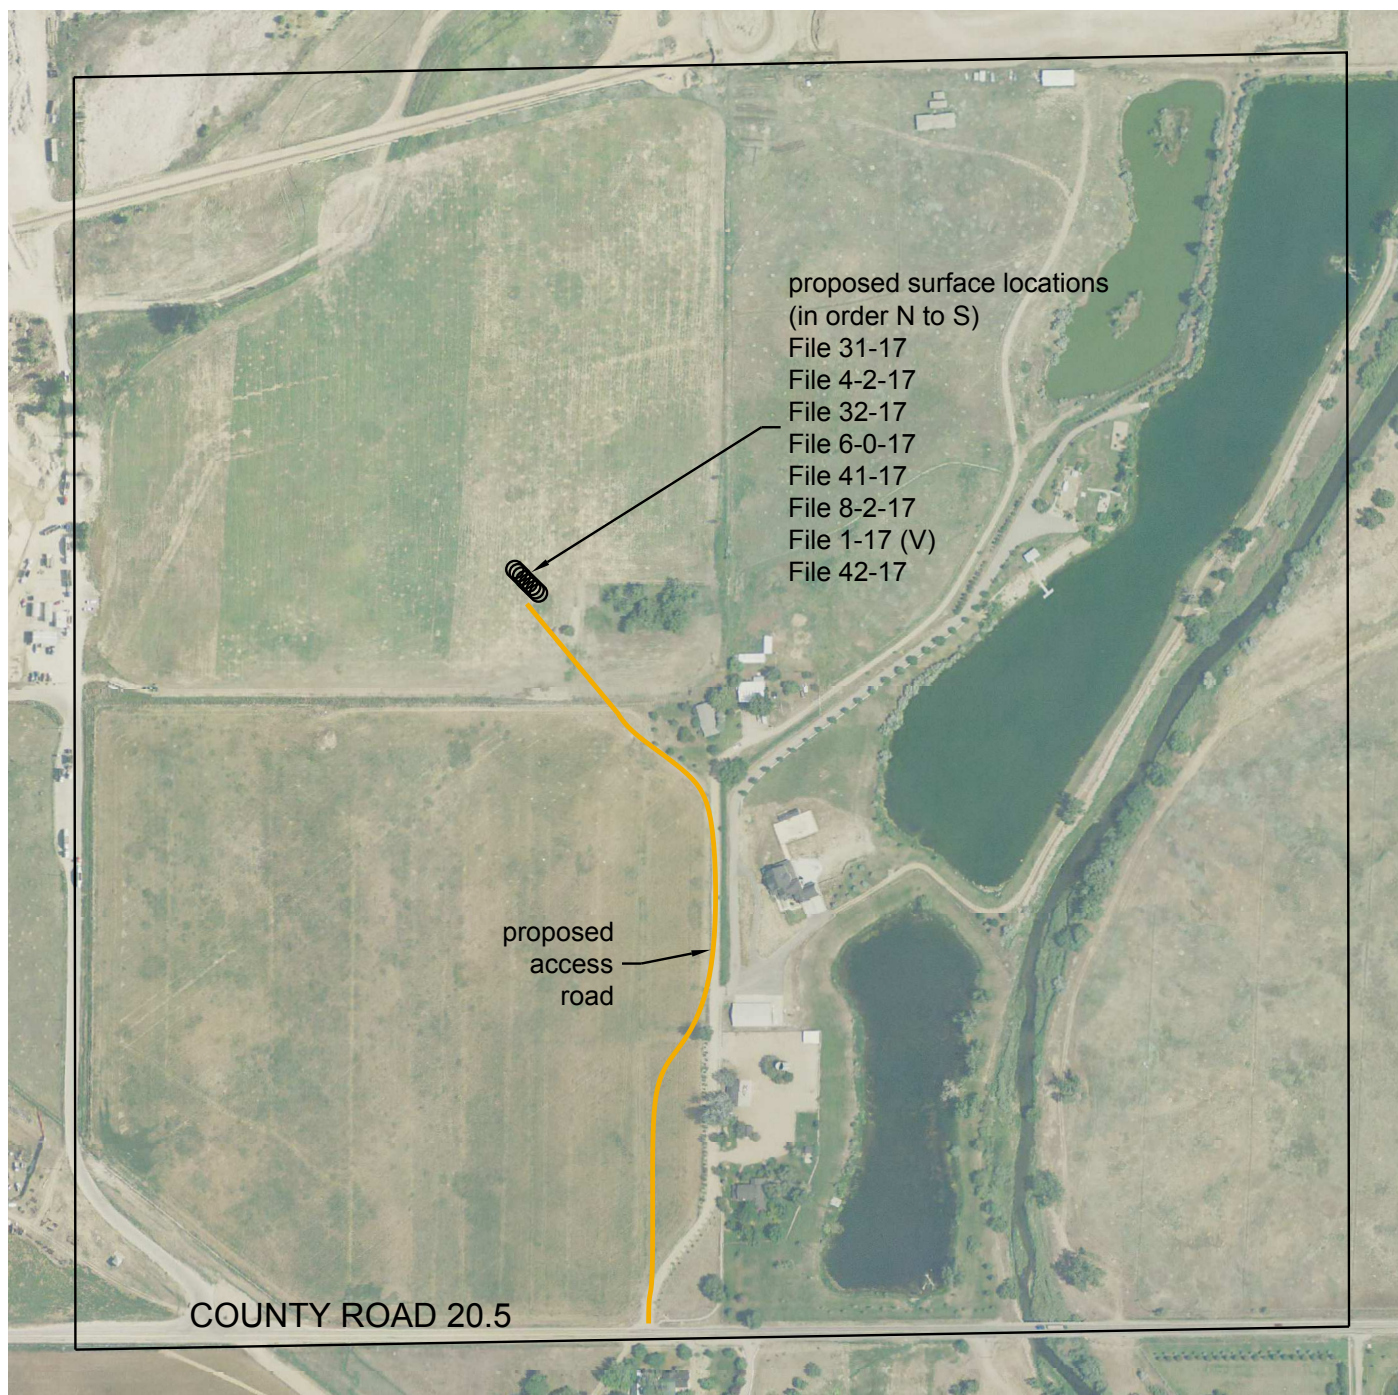 proposed surface locations
(in order N to S)
File 31-17
File 4-2-17
File 32-17
File 6-0-17
File 41-17
File 8-2-17
File 1-17 (V)
File 42-17
proposed
access
road
COUNTY ROAD 20.5